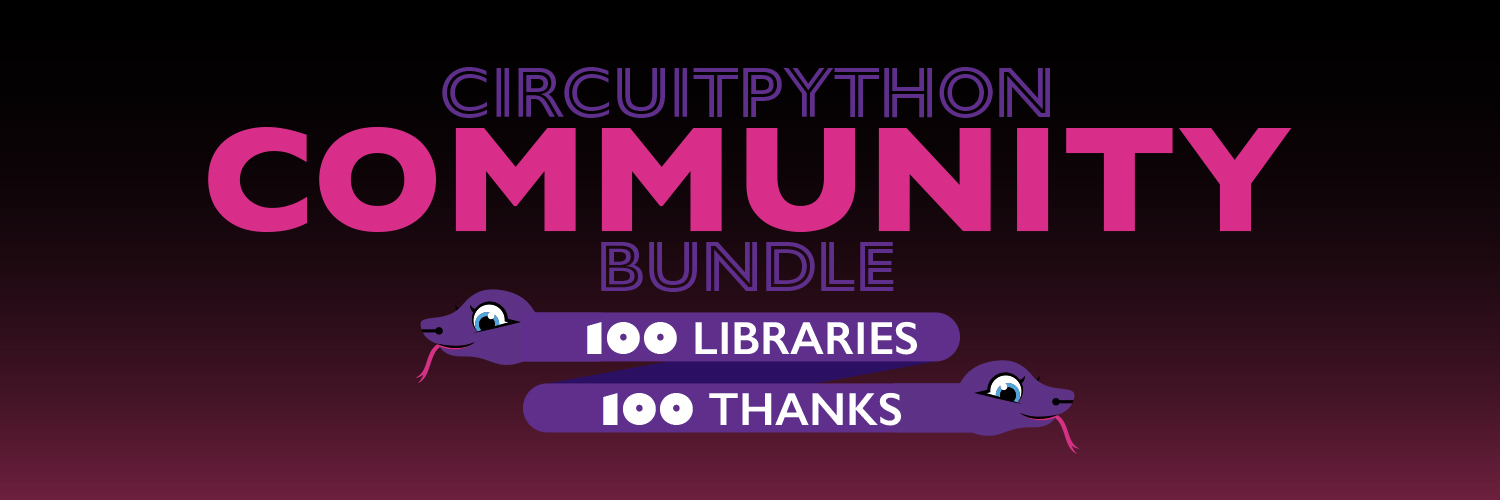 CIRCUITPYTHON
COMMUNITY
BUNDLE
100 LIBRARIES
100 THANKS